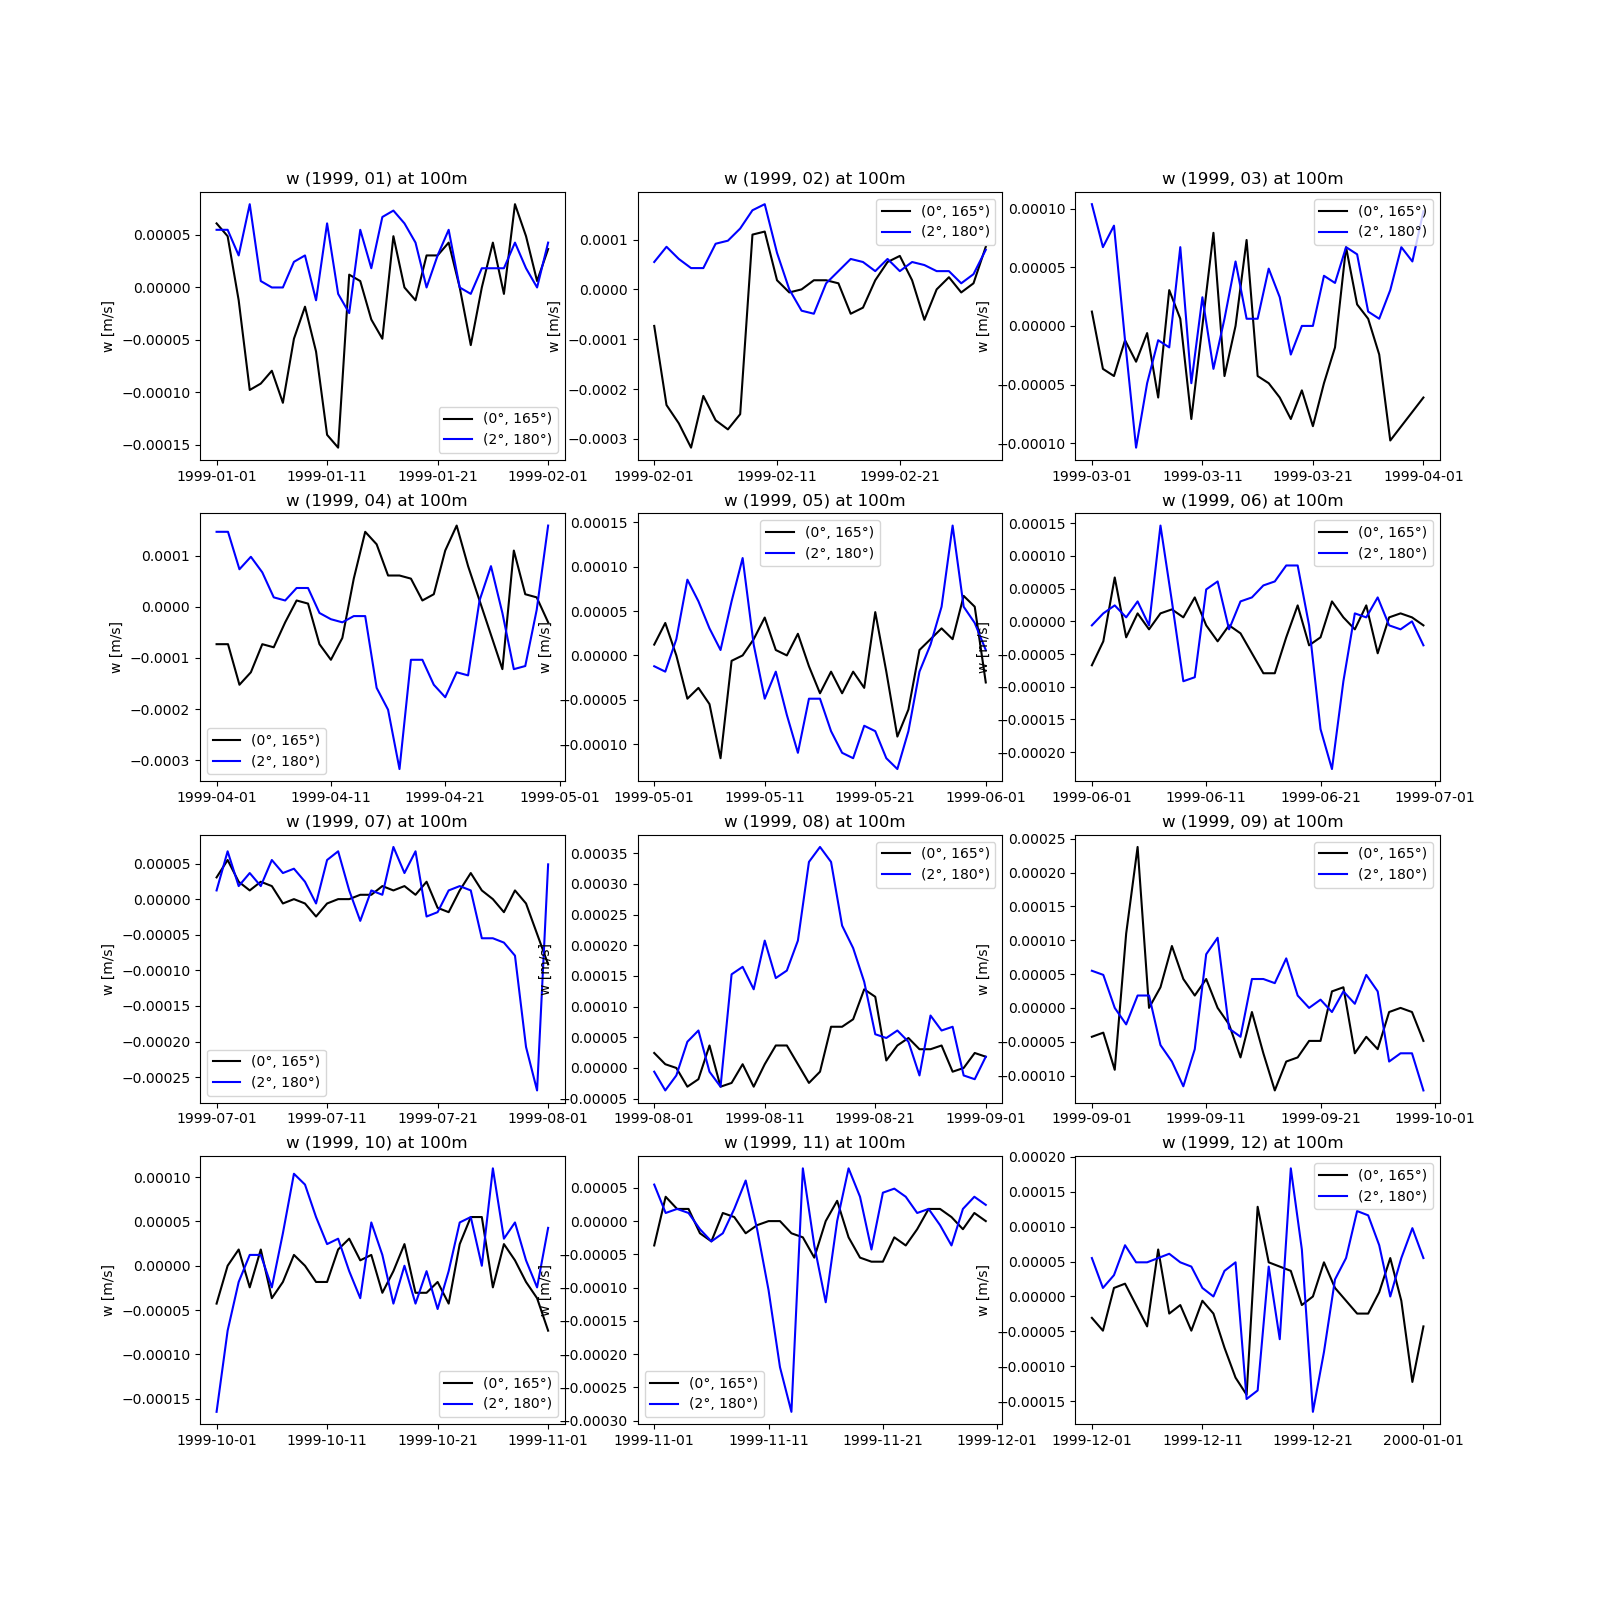 w (1999, 01) at 100m
w [m/s]
0.00005
0.00000
−0.00005
−0.00010
−0.00015
(0°, 165°)
(2°, 180°)
1999-01-01 1999-01-11 1999-01-21 1999-02-01
w (1999, 02) at 100m
w [m/s]
0.0001
0.0000
−0.0001
−0.0002
−0.0003
(0°, 165°)
(2°, 180°)
1999-02-01 1999-02-11 1999-02-21
w (1999, 03) at 100m
w [m/s]
0.00010
0.00005
0.00000
−0.00005
−0.00010
(0°, 165°)
(2°, 180°)
1999-03-01 1999-03-11 1999-03-21 1999-04-01
w (1999, 04) at 100m
w [m/s]
0.0001
0.0000
−0.0001
−0.0002
−0.0003
(0°, 165°)
(2°, 180°)
1999-04-01 1999-04-11 1999-04-21 1999-05-01
w (1999, 05) at 100m
w [m/s]
0.00015
0.00010
0.00005
0.00000
−0.00005
−0.00010
(0°, 165°)
(2°, 180°)
1999-05-01 1999-05-11 1999-05-21 1999-06-01
w (1999, 06) at 100m
w [m/s]
0.00015
0.00010
0.00005
0.00000
−0.00005
−0.00010
−0.00015
−0.00020
(0°, 165°)
(2°, 180°)
1999-06-01 1999-06-11 1999-06-21 1999-07-01
w (1999, 07) at 100m
w [m/s]
0.00005
0.00000
−0.00005
−0.00010
−0.00015
−0.00020
−0.00025
(0°, 165°)
(2°, 180°)
1999-07-01 1999-07-11 1999-07-21 1999-08-01
w (1999, 08) at 100m
w [m/s]
0.00035
0.00030
0.00025
0.00020
0.00015
0.00010
0.00005
0.00000
−0.00005
(0°, 165°)
(2°, 180°)
1999-08-01 1999-08-11 1999-08-21 1999-09-01
w (1999, 09) at 100m
w [m/s]
0.00025
0.00020
0.00015
0.00010
0.00005
0.00000
−0.00005
−0.00010
(0°, 165°)
(2°, 180°)
1999-09-01 1999-09-11 1999-09-21 1999-10-01
w (1999, 10) at 100m
w [m/s]
0.00010
0.00005
0.00000
−0.00005
−0.00010
−0.00015
(0°, 165°)
(2°, 180°)
1999-10-01 1999-10-11 1999-10-21 1999-11-01
w (1999, 11) at 100m
w [m/s]
0.00005
0.00000
−0.00005
−0.00010
−0.00015
−0.00020
−0.00025
−0.00030
(0°, 165°)
(2°, 180°)
1999-11-01 1999-11-11 1999-11-21 1999-12-01
w (1999, 12) at 100m
w [m/s]
0.00020
0.00015
0.00010
0.00005
0.00000
−0.00005
−0.00010
−0.00015
(0°, 165°)
(2°, 180°)
1999-12-01 1999-12-11 1999-12-21 2000-01-01